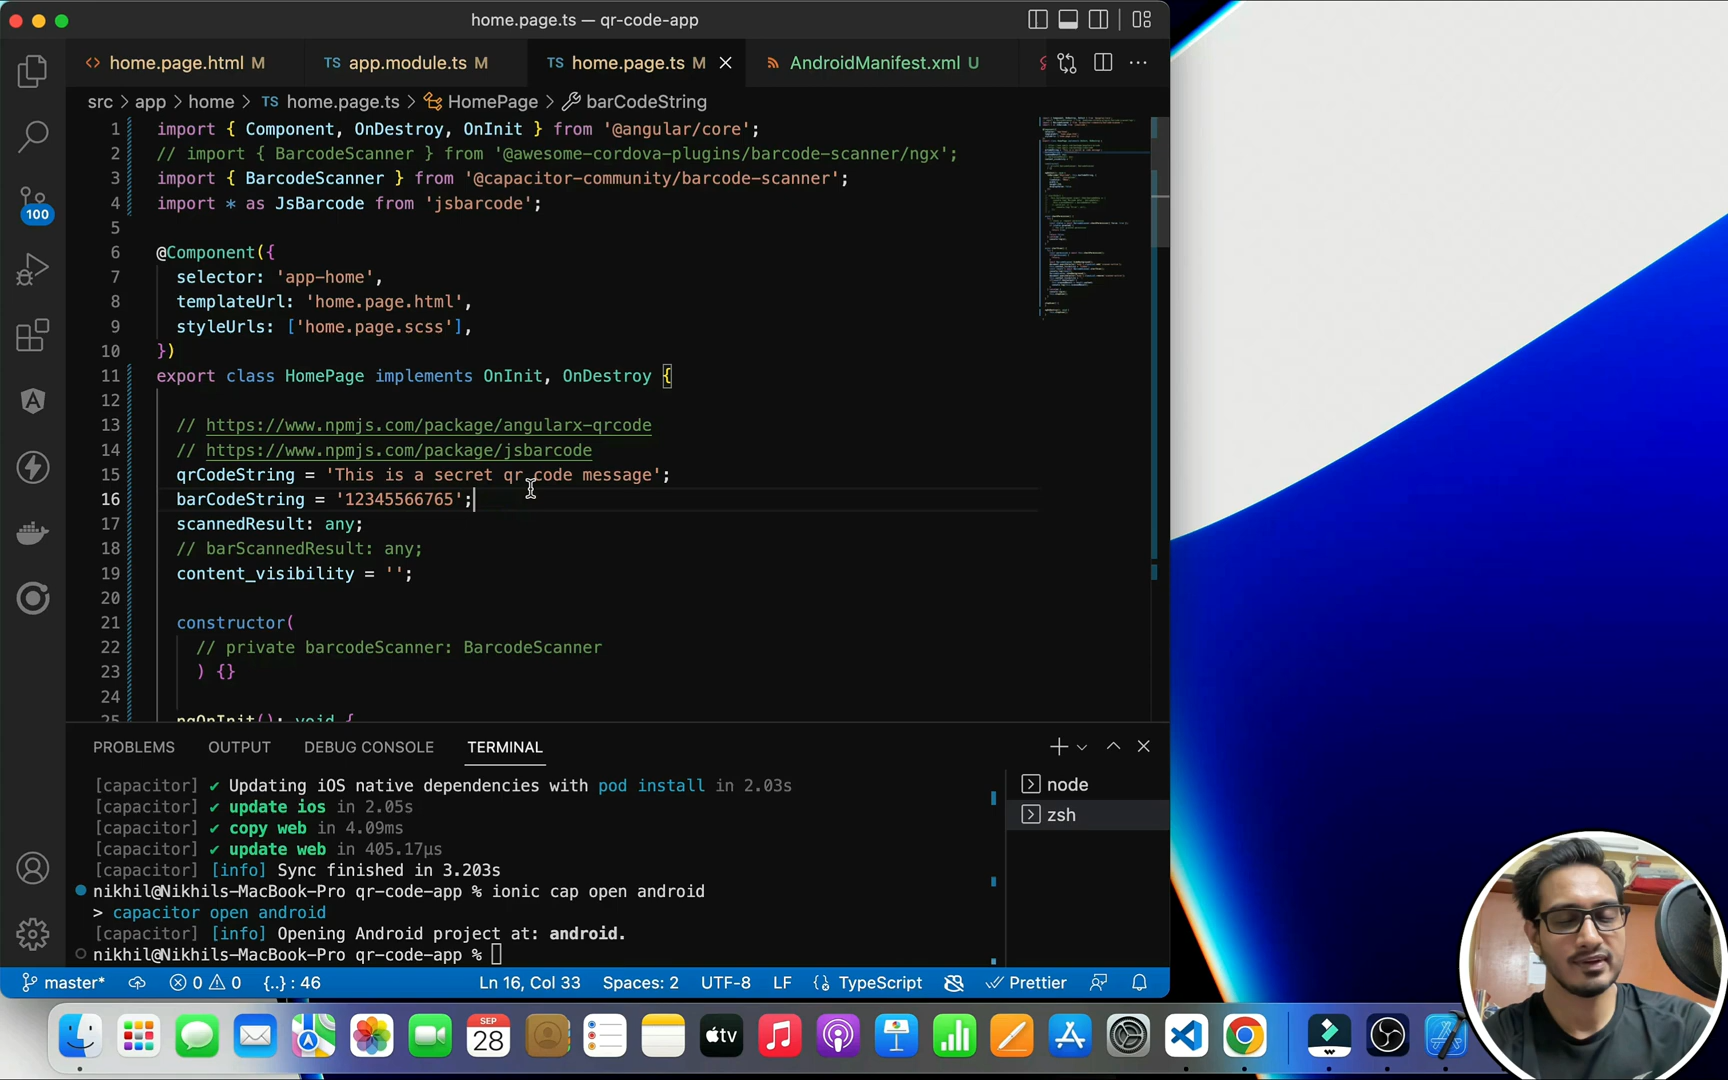 home.page.ts — qr-code-app
home.page.html M
TS app.module.ts M
TS home.page.ts M
AndroidManifest.xml U
src > app > home > TS home.page.ts > HomePage > barCodeString
1 import { Component, OnDestroy, OnInit } from '@angular/core';
2 // import { BarcodeScanner } from '@awesome-cordova-plugins/barcode-scanner/ngx';
3 import { BarcodeScanner } from '@capacitor-community/barcode-scanner';
4 import * as JsBarcode from 'jsbarcode';
5
6 @Component({
7 selector: 'app-home',
8 templateUrl: 'home.page.html',
9 styleUrls: ['home.page.scss'],
10 })
11 export class HomePage implements OnInit, OnDestroy {
12
13 // https://www.npmjs.com/package/angularx-qrcode
14 // https://www.npmjs.com/package/jsbarcode
15 qrCodeString = 'This is a secret qr code message';
16 barCodeString = '12345566765';
17 scannedResult: any;
18 // barScannedResult: any;
19 content_visibility = '';
20
21 constructor(
22 // private barcodeScanner: BarcodeScanner
23 ) {}
24
25 ngOnInit(): void {
100
PROBLEMS OUTPUT DEBUG CONSOLE TERMINAL
[capacitor] ✔ Updating iOS native dependencies with pod install in 2.03s
[capacitor] ✔ update ios in 2.05s
[capacitor] ✔ copy web in 4.09ms
[capacitor] ✔ update web in 405.17μs
[capacitor] [info] Sync finished in 3.203s
nikhil@Nikhils-MacBook-Pro qr-code-app % ionic cap open android
> capacitor open android
[capacitor] [info] Opening Android project at: android.
nikhil@Nikhils-MacBook-Pro qr-code-app %
node
zsh
master* 0 0 {..} : 46 Ln 16, Col 33 Spaces: 2 UTF-8 LF TypeScript Prettier
SEP
28
tv